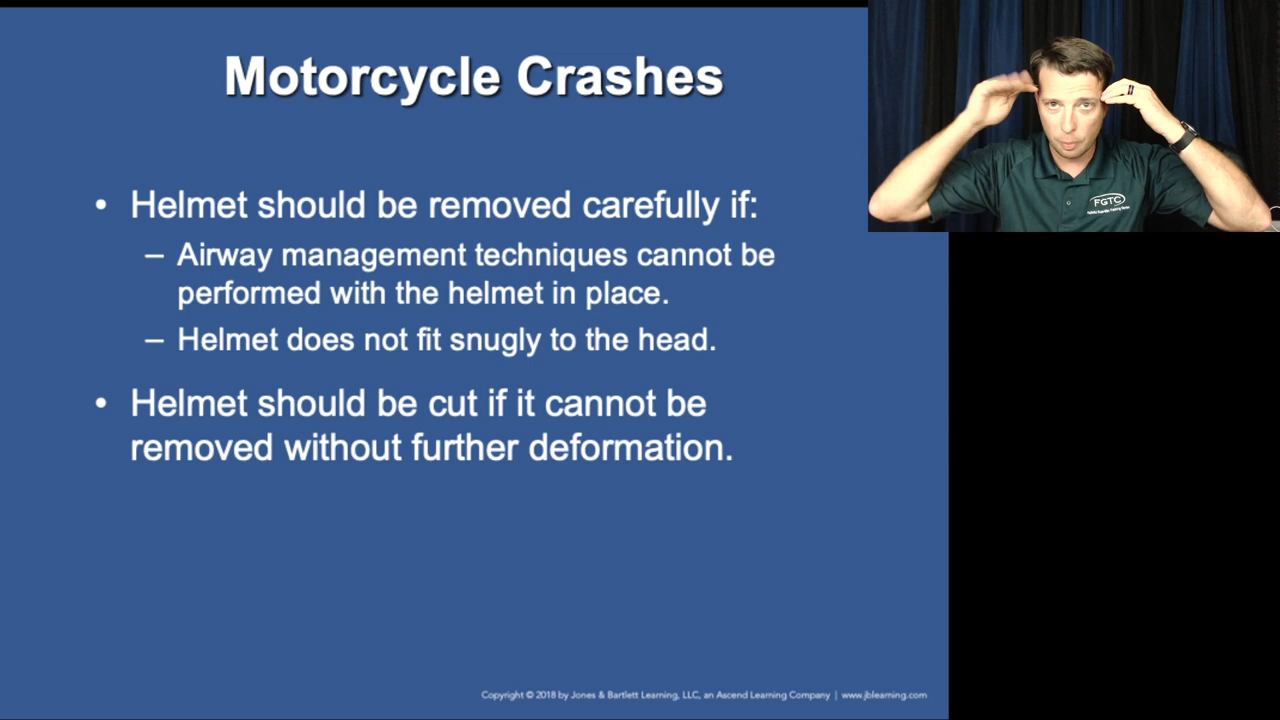 Motorcycle Crashes
• Helmet should be removed carefully if:
– Airway management techniques cannot be
performed with the helmet in place.
– Helmet does not fit snugly to the head.
• Helmet should be cut if it cannot be
removed without further deformation.
Copyright © 2018 by Jones & Bartlett Learning, LLC, an Ascend Learning Company | www.jblearning.com
FGTC